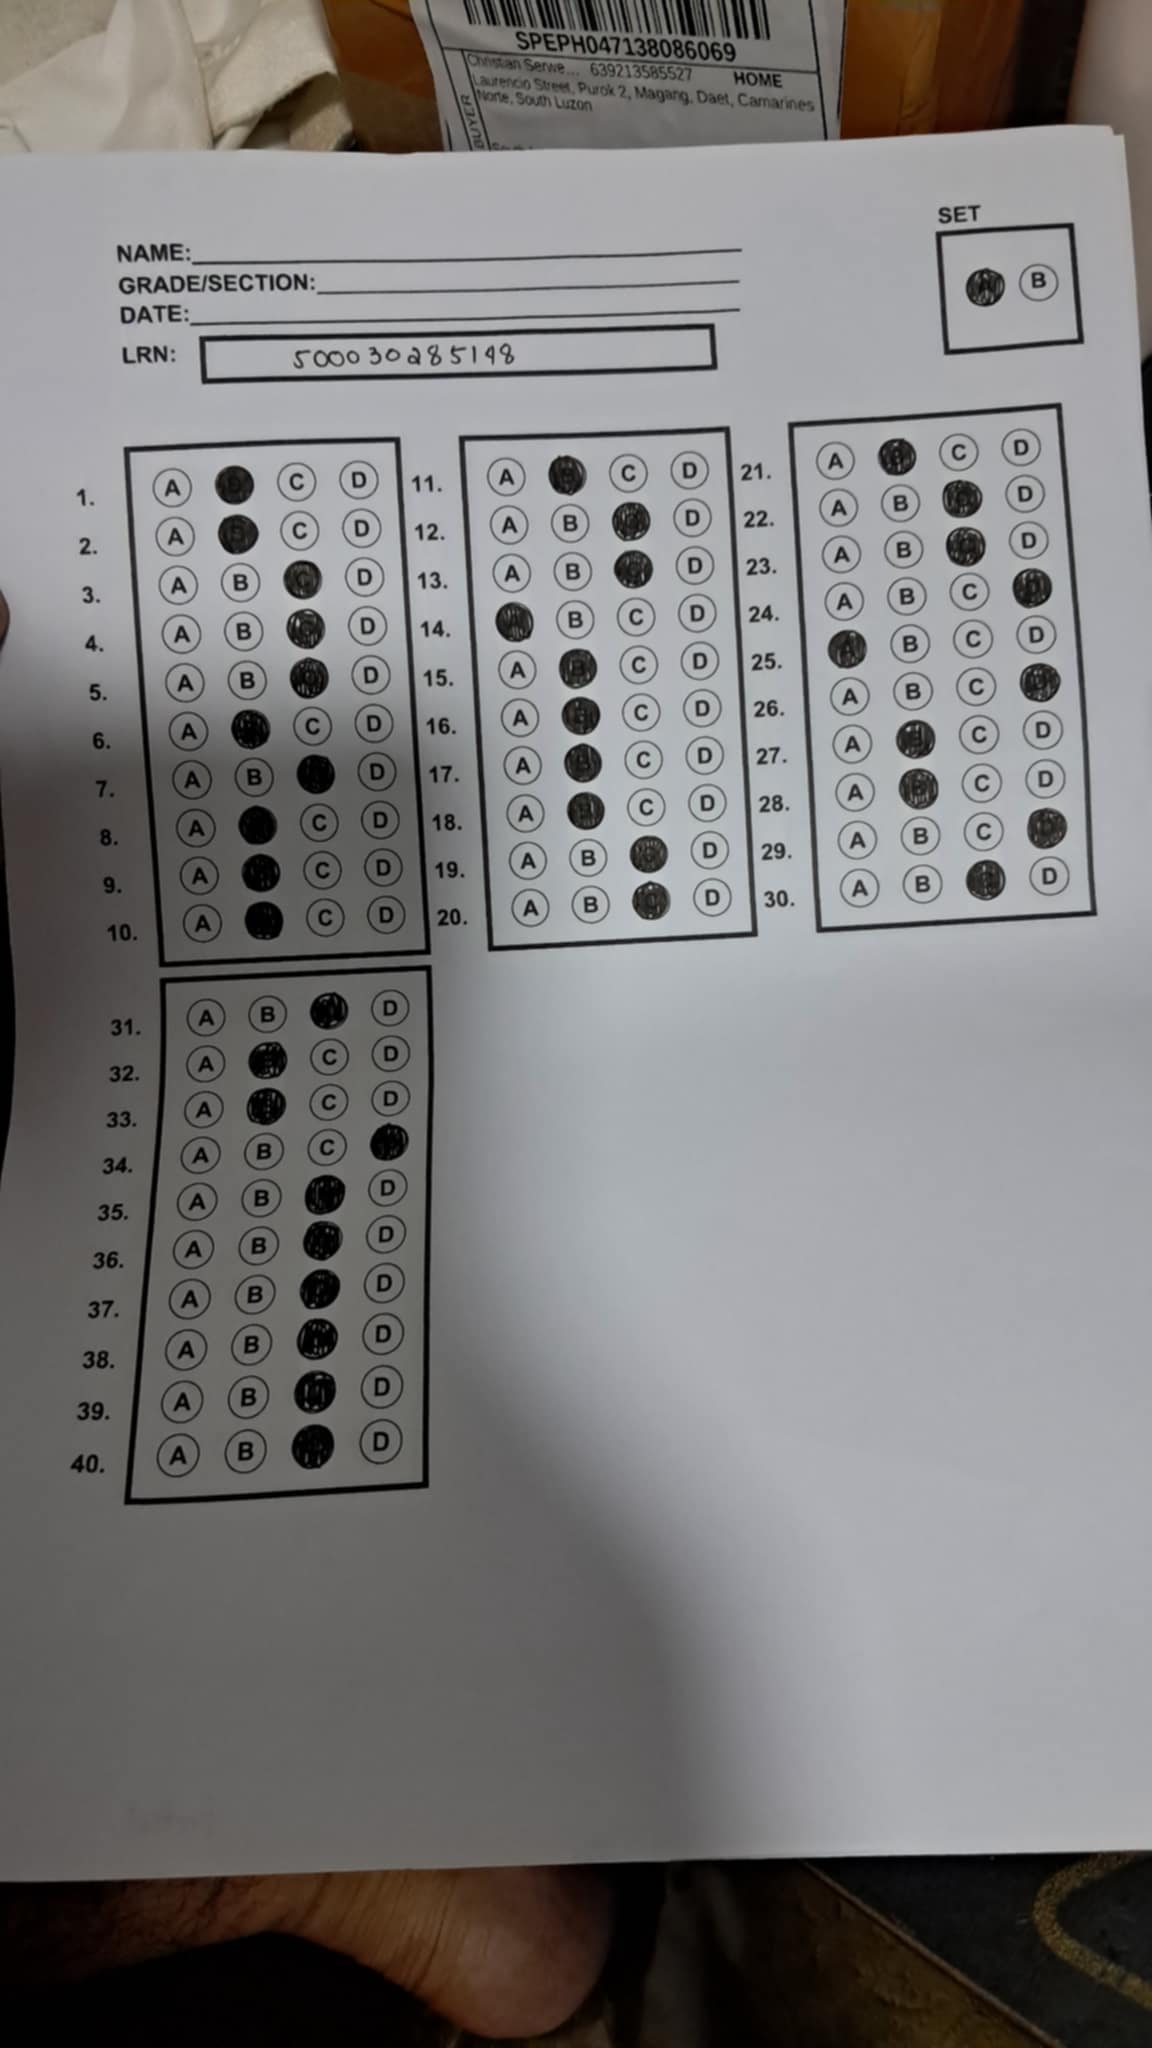 SPEPH047138086069
Christian Serwe... 639213585527 HOME
Laurencio Street, Purok 2, Magang, Daet, Camarines
Norte, South Luzon
BUYER
SET
A B
NAME:
GRADE/SECTION:
DATE:
LRN: 500030285198
1. A B C D
2. A B C D
3. A B C D
4. A B C D
5. A B C D
6. A B C D
7. A B C D
8. A B C D
9. A B C D
10. A B C D
11. A B C D
12. A B C D
13. A B C D
14. A B C D
15. A B C D
16. A B C D
17. A B C D
18. A B C D
19. A B C D
20. A B C D
21. A B C D
22. A B C D
23. A B C D
24. A B C D
25. A B C D
26. A B C D
27. A B C D
28. A B C D
29. A B C D
30. A B C D
31. A B C D
32. A B C D
33. A B C D
34. A B C D
35. A B C D
36. A B C D
37. A B C D
38. A B C D
39. A B C D
40. A B C D